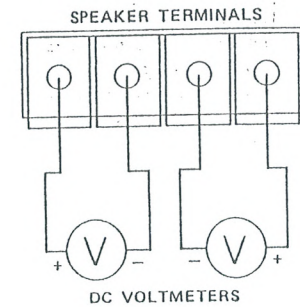 SPEAKER TERMINALS
+ V − − V +
DC VOLTMETERS